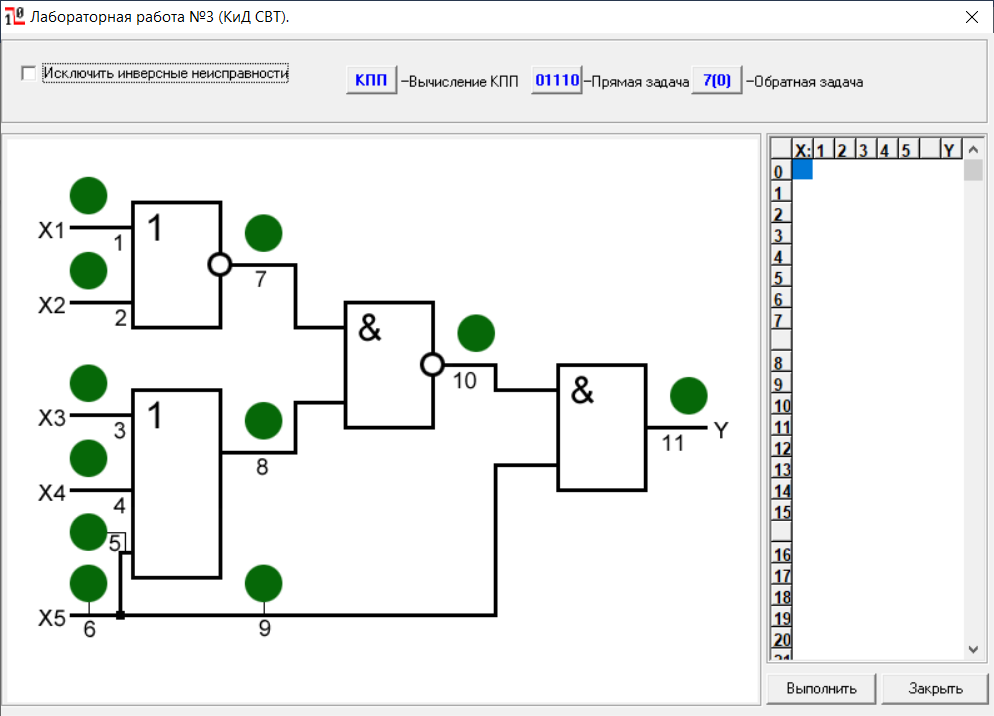 Лабораторная работа №3 (КиД СВТ).
Исключить инверсные неисправности
КПП –Вычисление КПП 01110 –Прямая задача 7(0) –Обратная задача
X: 1 2 3 4 5 Y
0
1
2
3
4
5
6
7
8
9
10
11
12
13
14
15
16
17
18
19
20
21
X1 1 1
7
X2 2
&
10
X3 3 1
8
&
11 Y
X4 4
5
X5 6 9
Выполнить Закрыть